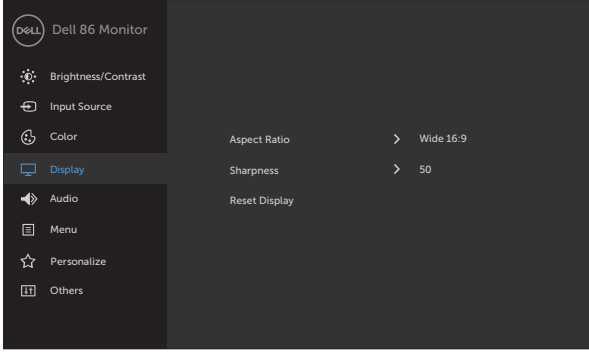 DELL Dell 86 Monitor
Brightness/Contrast
Input Source
Color
Display
Audio
Menu
Personalize
Others
Aspect Ratio Wide 16:9
Sharpness 50
Reset Display